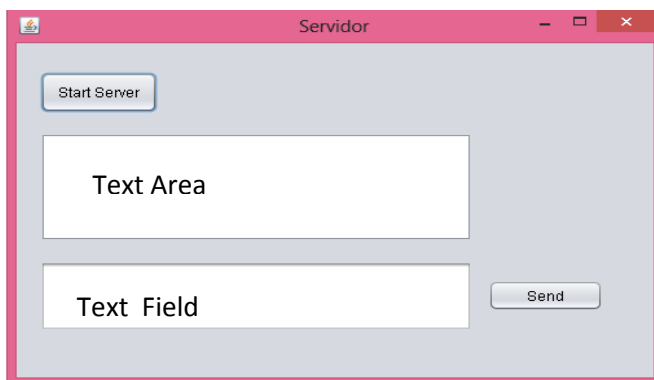 Servidor
Start Server
Text Area
Text Field
Send